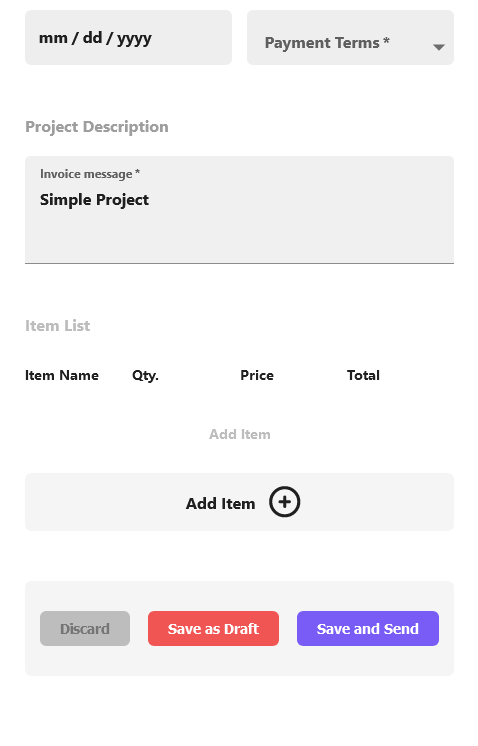 mm / dd / yyyy
Payment Terms *
Project Description
Invoice message *
Simple Project
Item List
Item Name Qty. Price Total
Add Item
Add Item
Discard Save as Draft Save and Send